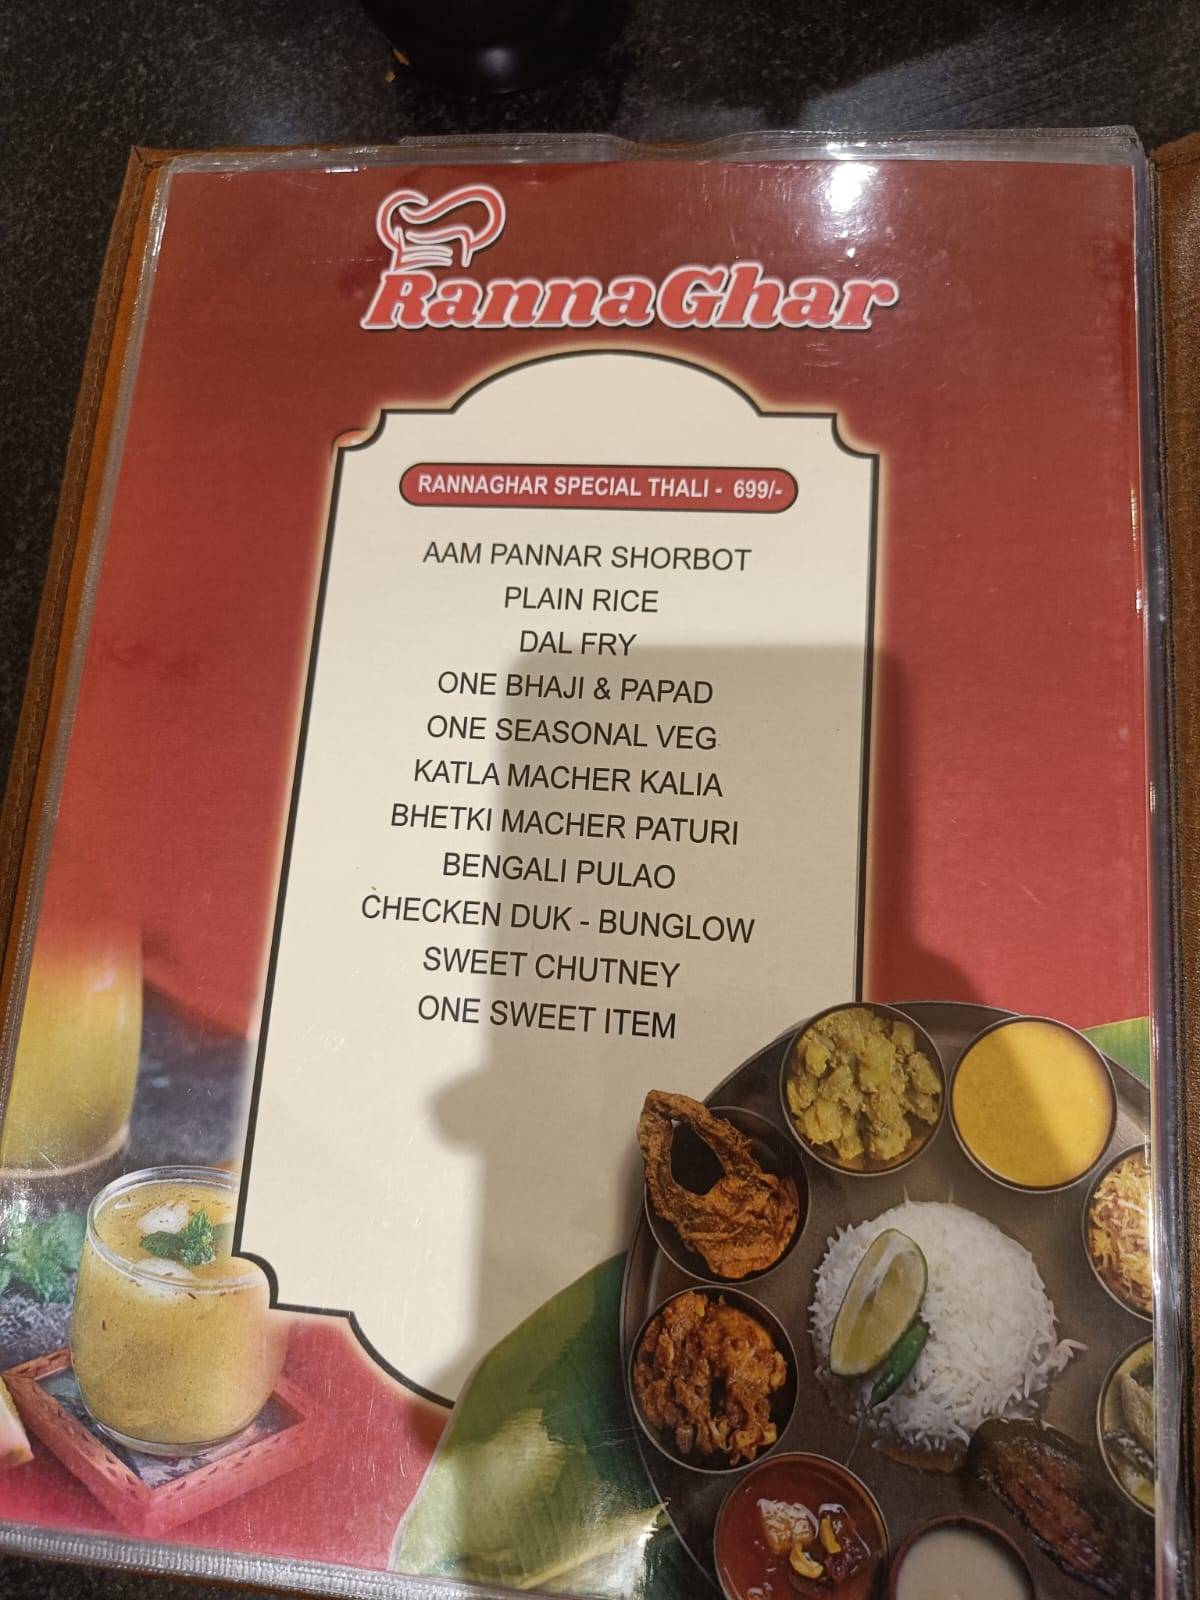 RannaGhar
RANNAGHAR SPECIAL THALI - 699/-
AAM PANNAR SHORBOT
PLAIN RICE
DAL FRY
ONE BHAJI & PAPAD
ONE SEASONAL VEG
KATLA MACHER KALIA
BHETKI MACHER PATURI
BENGALI PULAO
CHECKEN DUK - BUNGLOW
SWEET CHUTNEY
ONE SWEET ITEM